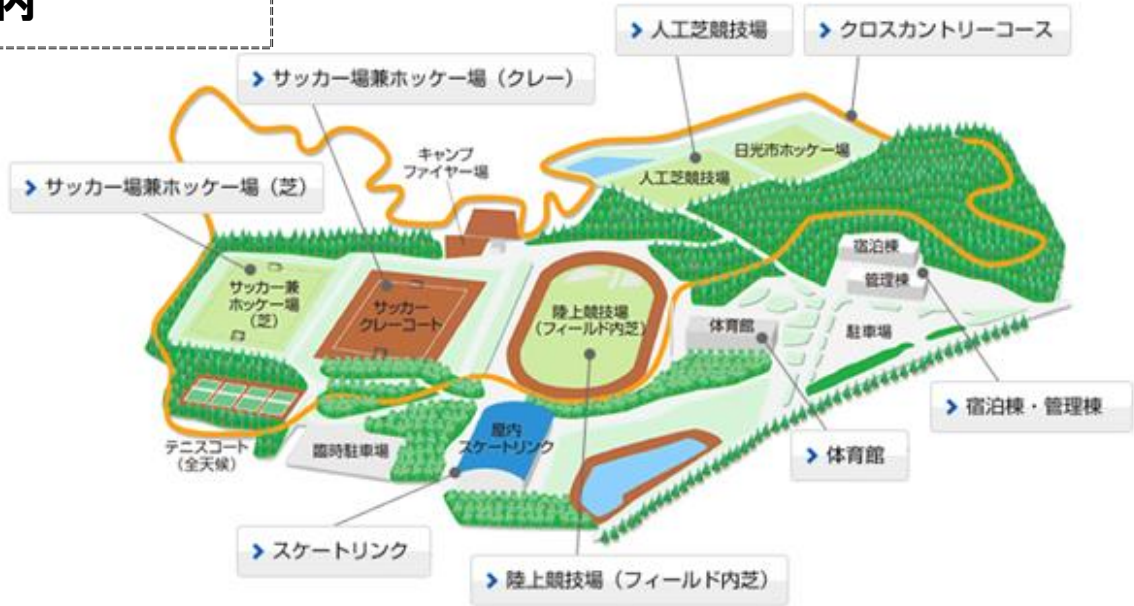 内
人工芝競技場
クロスカントリーコース
サッカー場兼ホッケー場（クレー）
キャンプ
ファイヤー場
日光市ホッケー場
人工芝競技場
サッカー場兼ホッケー場（芝）
宿泊棟
管理棟
サッカー兼
ホッケー場
（芝）
サッカー
クレーコート
陸上競技場
（フィールド内芝）
体育館
駐車場
宿泊棟・管理棟
テニスコート
（全天候）
臨時駐車場
屋内
スケートリンク
体育館
スケートリンク
陸上競技場（フィールド内芝）